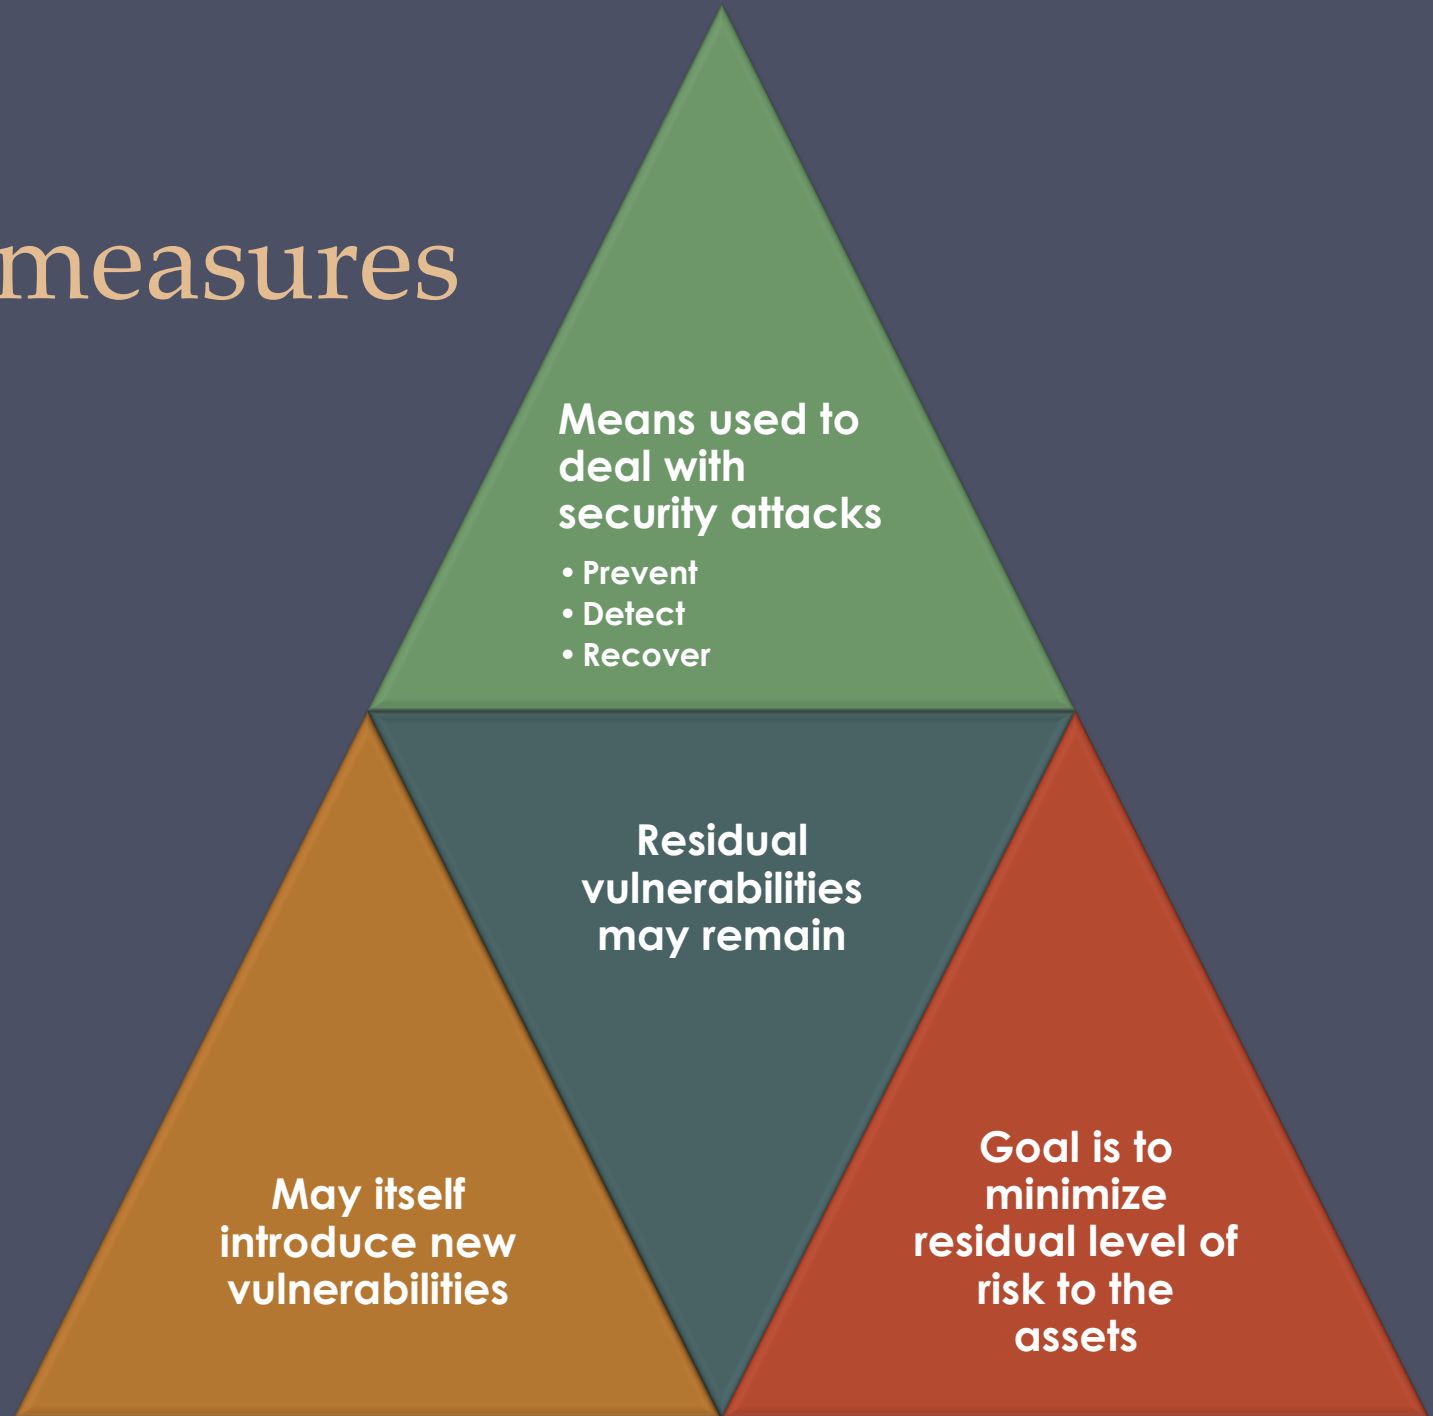 measures
Means used to
deal with
security attacks
• Prevent
• Detect
• Recover
Residual
vulnerabilities
may remain
May itself
introduce new
vulnerabilities
Goal is to
minimize
residual level of
risk to the
assets